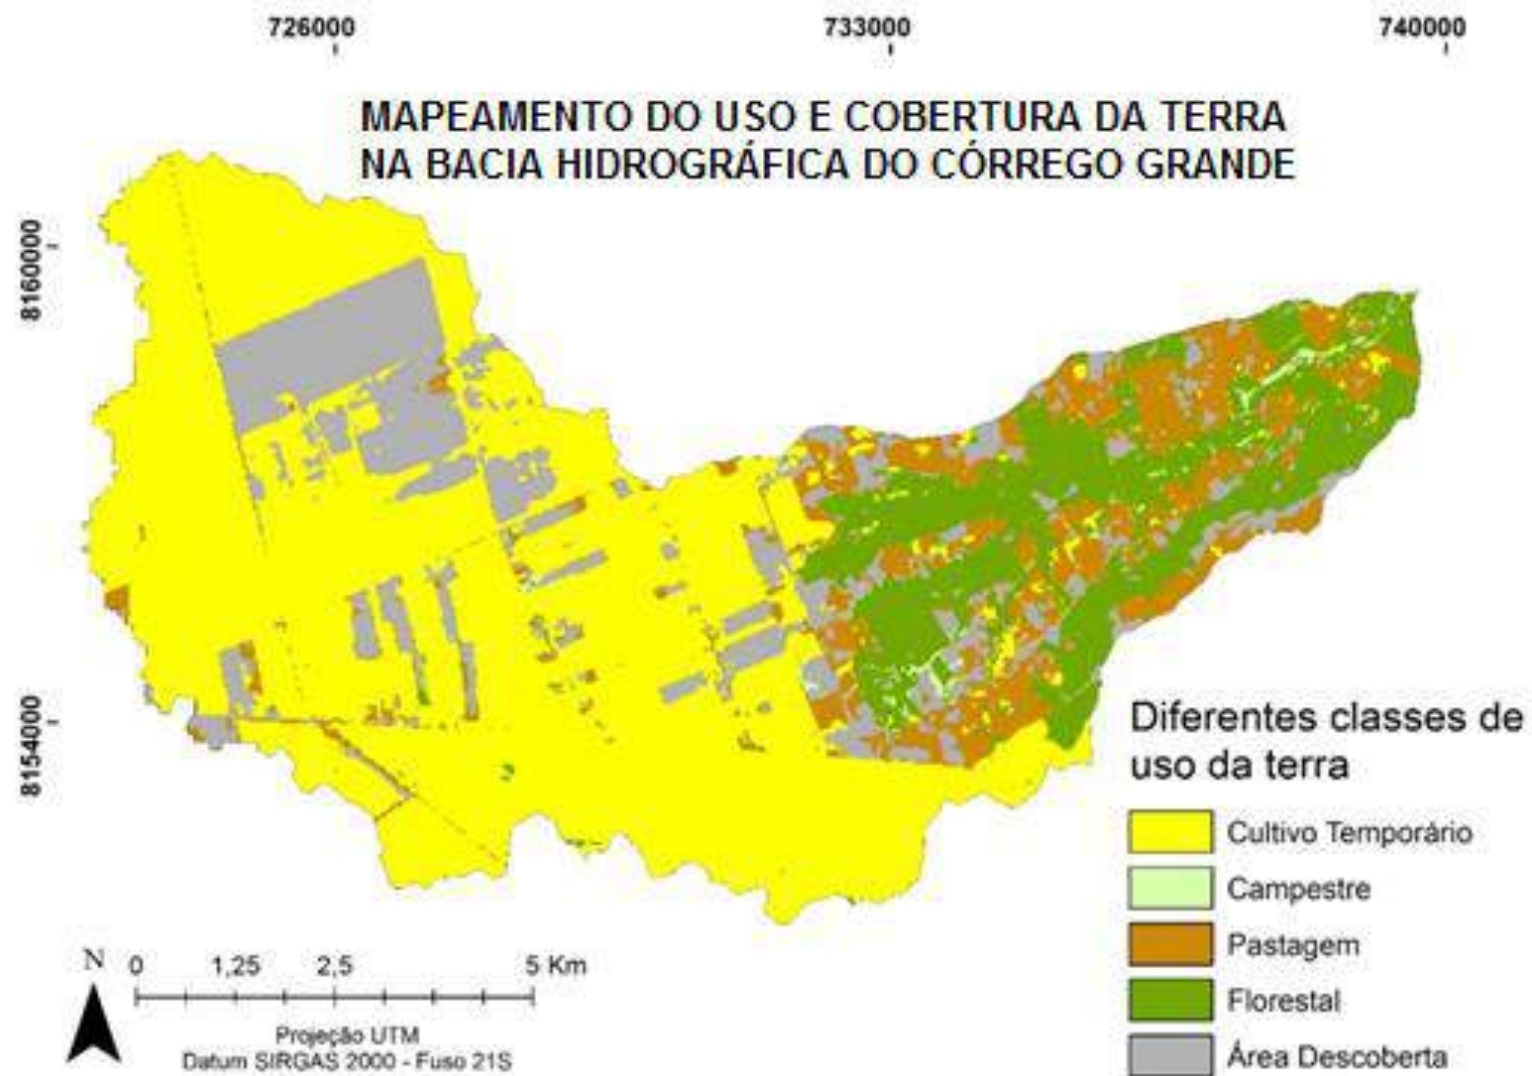 726000
733000
740000
MAPEAMENTO DO USO E COBERTURA DA TERRA
NA BACIA HIDROGRÁFICA DO CÓRREGO GRANDE
8160000
8154000
Diferentes classes de
uso da terra
Cultivo Temporário
Campestre
Pastagem
Florestal
Área Descoberta
N
0 1,25 2,5 5 Km
Projeção UTM
Datum SIRGAS 2000 - Fuso 21S